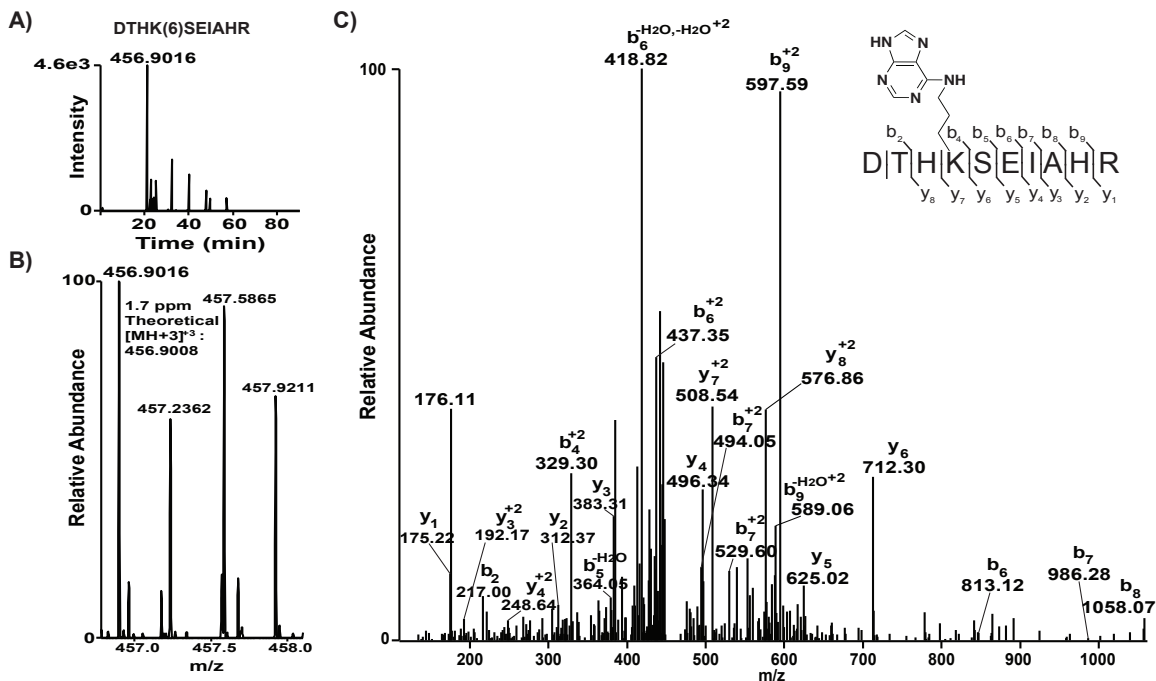 A)
DTHK(6)SEIAHR
456.9016
4.6e3
Intensity
0
20 40 60 80
Time (min)
B)
100
456.9016
1.7 ppm
Theoretical
[MH+3]+3 :
456.9008
457.5865
457.2362
457.9211
Relative Abundance
0
457.0 457.5 458.0
m/z
C)
100
Relative Abundance
0
b6-H2O,-H2O+2
418.82
b9+2
597.59
b6+2
437.35
y8+2
576.86
y7+2
508.54
b7+2
494.05
176.11
b4+2
329.30
y4
496.34
y6
712.30
y3
383.31
b9-H2O+2
589.06
y1
175.22
y3+2
192.17
y2
312.37
b7+2
529.60
b5-H2O
364.05
y5
625.02
b2
217.00
y4+2
248.64
b6
813.12
b7
986.28
b8
1058.07
200 300 400 500 600 700 800 900 1000
m/z
HN N
N N NH
b2 b4 b5 b6 b7 b8 b9
DTHKSEIAHR
y8 y7 y6 y5 y4 y3 y2 y1